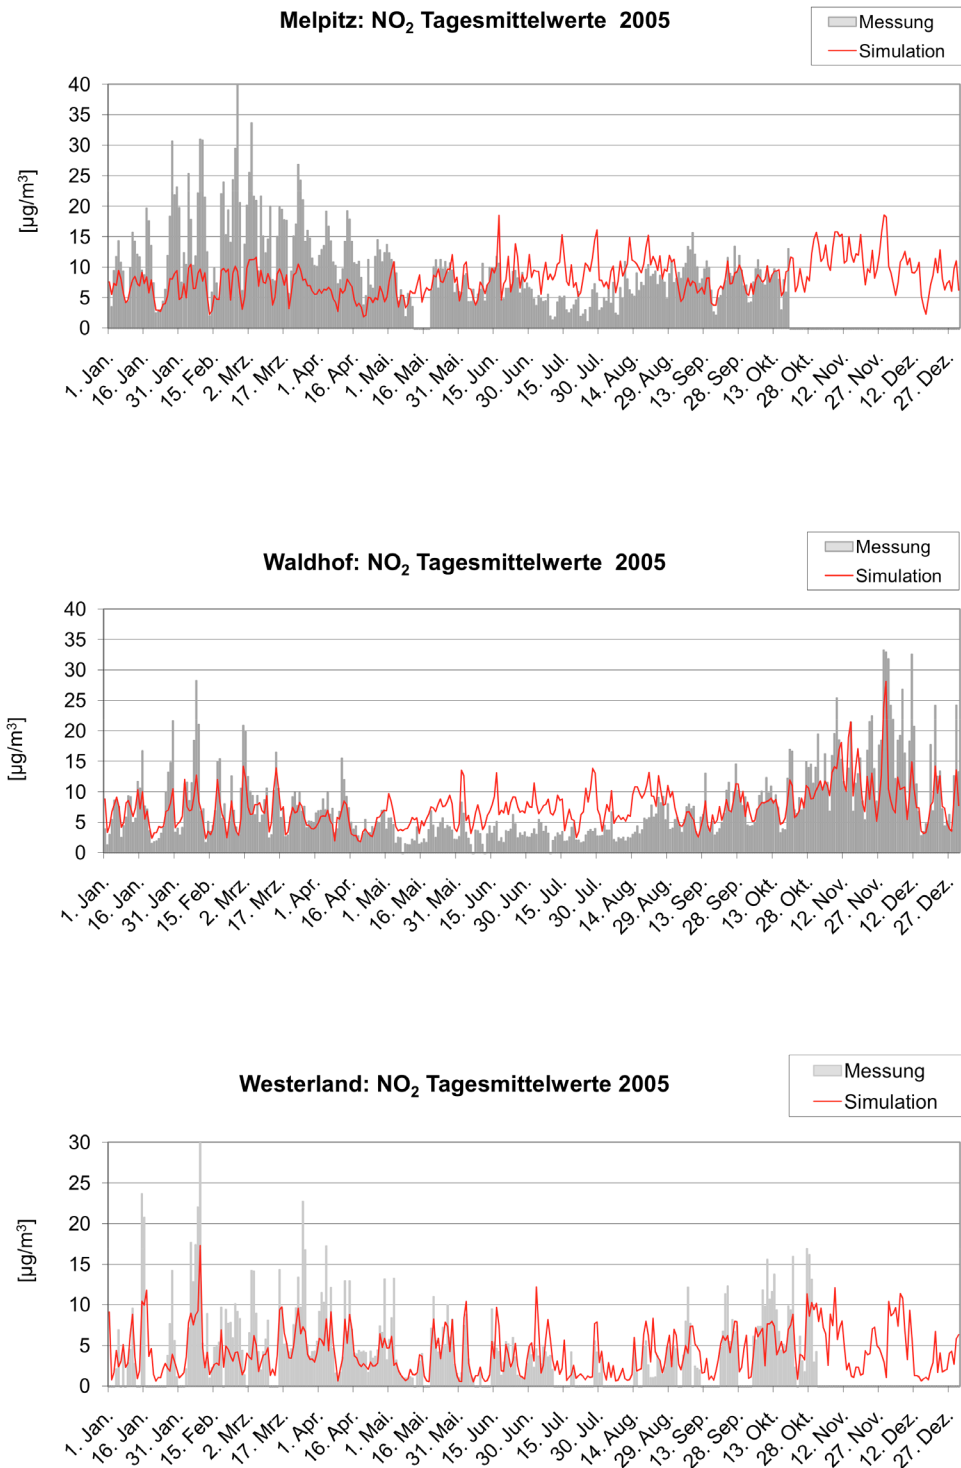 Melpitz: NO₂ Tagesmittelwerte 2005
Messung
Simulation
[µg/m³]
40
35
30
25
20
15
10
5
0
1. Jan.
16. Jan.
31. Jan.
15. Feb.
2. Mrz.
17. Mrz.
1. Apr.
16. Apr.
1. Mai.
16. Mai.
31. Mai.
15. Jun.
30. Jun.
15. Jul.
30. Jul.
14. Aug.
29. Aug.
13. Sep.
28. Sep.
13. Okt.
28. Okt.
12. Nov.
27. Nov.
12. Dez.
27. Dez.
Waldhof: NO₂ Tagesmittelwerte 2005
Messung
Simulation
[µg/m³]
40
35
30
25
20
15
10
5
0
1. Jan.
16. Jan.
31. Jan.
15. Feb.
2. Mrz.
17. Mrz.
1. Apr.
16. Apr.
1. Mai.
16. Mai.
31. Mai.
15. Jun.
30. Jun.
15. Jul.
30. Jul.
14. Aug.
29. Aug.
13. Sep.
28. Sep.
13. Okt.
28. Okt.
12. Nov.
27. Nov.
12. Dez.
27. Dez.
Westerland: NO₂ Tagesmittelwerte 2005
Messung
Simulation
[µg/m³]
30
25
20
15
10
5
0
1. Jan.
16. Jan.
31. Jan.
15. Feb.
2. Mrz.
17. Mrz.
1. Apr.
16. Apr.
1. Mai.
16. Mai.
31. Mai.
15. Jun.
30. Jun.
15. Jul.
30. Jul.
14. Aug.
29. Aug.
13. Sep.
28. Sep.
13. Okt.
28. Okt.
12. Nov.
27. Nov.
12. Dez.
27. Dez.